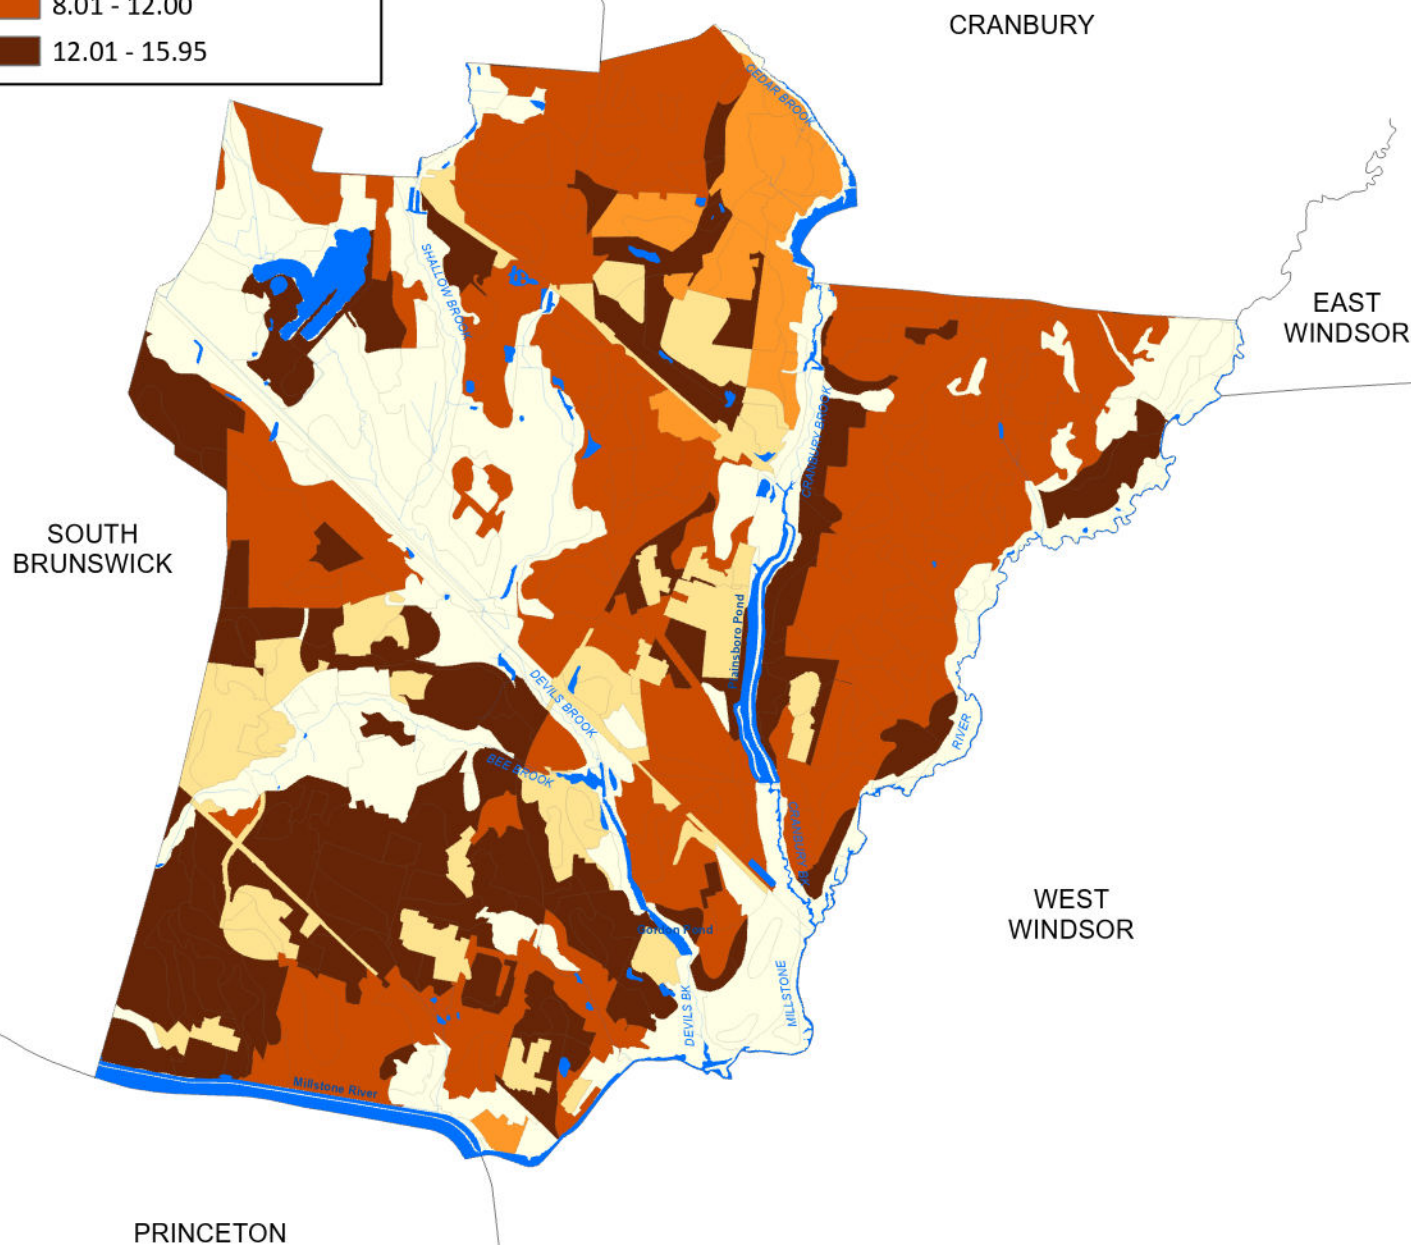 8.01 - 12.00
12.01 - 15.95
CRANBURY
CEDAR BROOK
SHALLOW BROOK
EAST
WINDSOR
CRANBURY BROOK
SOUTH
BRUNSWICK
Plainsboro Pond
DEVILS BROOK
RIVER
BEE BROOK
CRANBURY BK
WEST
WINDSOR
Gordon Pond
MILLSTONE
DEVILS BK
Millstone River
PRINCETON